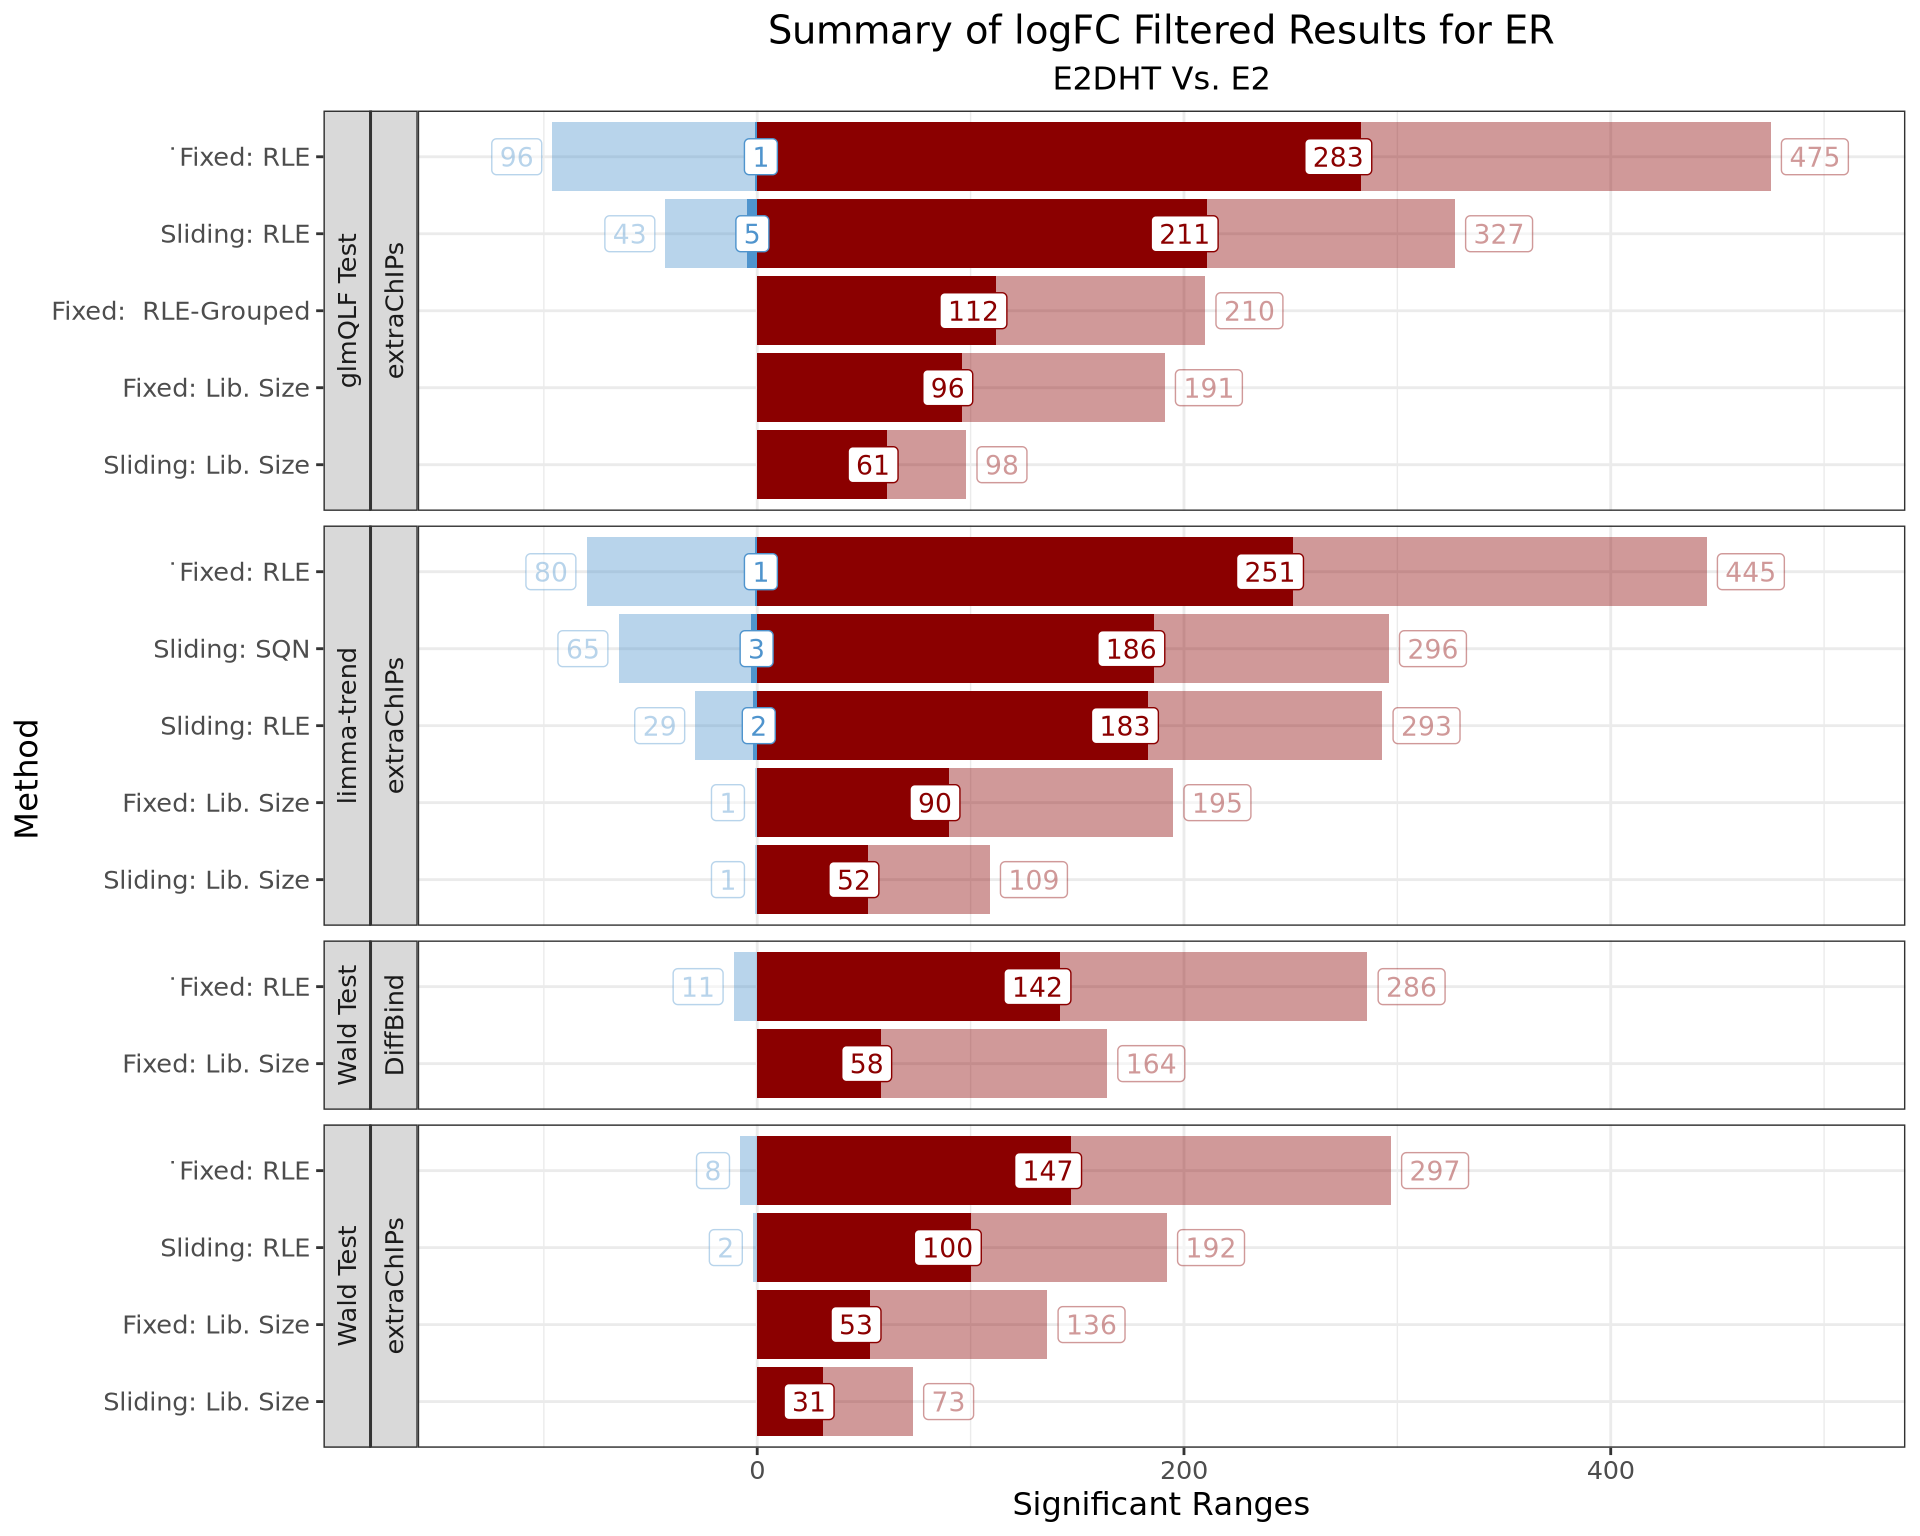 Summary of logFC Filtered Results for ER
E2DHT Vs. E2
Method
glmQLF Test
extraChIPs
˙Fixed: RLE 96 1 283 475
Sliding: RLE 43 5 211 327
Fixed:  RLE-Grouped 112 210
Fixed: Lib. Size 96 191
Sliding: Lib. Size 61 98
limma-trend
extraChIPs
˙Fixed: RLE 80 1 251 445
Sliding: SQN 65 3 186 296
Sliding: RLE 29 2 183 293
Fixed: Lib. Size 1 90 195
Sliding: Lib. Size 1 52 109
Wald Test
DiffBind
˙Fixed: RLE 11 142 286
Fixed: Lib. Size 58 164
Wald Test
extraChIPs
˙Fixed: RLE 8 147 297
Sliding: RLE 2 100 192
Fixed: Lib. Size 53 136
Sliding: Lib. Size 31 73
0 200 400
Significant Ranges